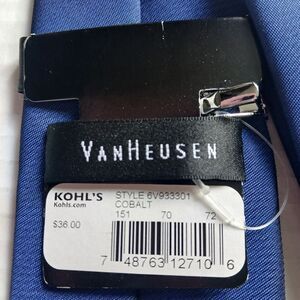 VANHEUSEN
KOHL'S
Kohls.com
STYLE 6V933301
COBALT
151 70 72
$36.00
7 48763 12710 6